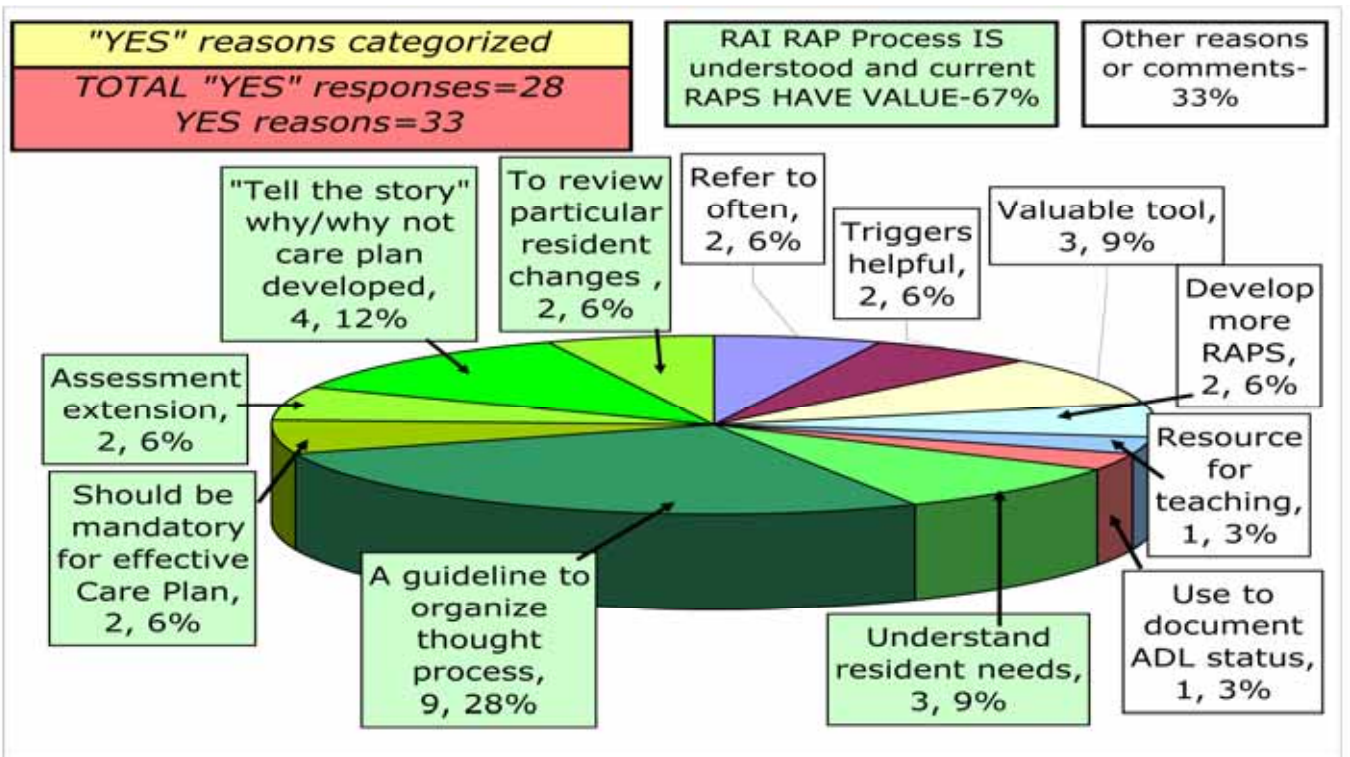 "YES" reasons categorized
TOTAL "YES" responses=28
YES reasons=33
RAI RAP Process IS
understood and current
RAPS HAVE VALUE-67%
Other reasons
or comments-
33%
"Tell the story"
why/why not
care plan
developed,
4, 12%
To review
particular
resident
changes ,
2, 6%
Refer to
often,
2, 6%
Triggers
helpful,
2, 6%
Valuable tool,
3, 9%
Develop
more
RAPS,
2, 6%
Assessment
extension,
2, 6%
Resource
for
teaching,
1, 3%
Should be
mandatory
for effective
Care Plan,
2, 6%
A guideline to
organize
thought
process,
9, 28%
Understand
resident needs,
3, 9%
Use to
document
ADL status,
1, 3%